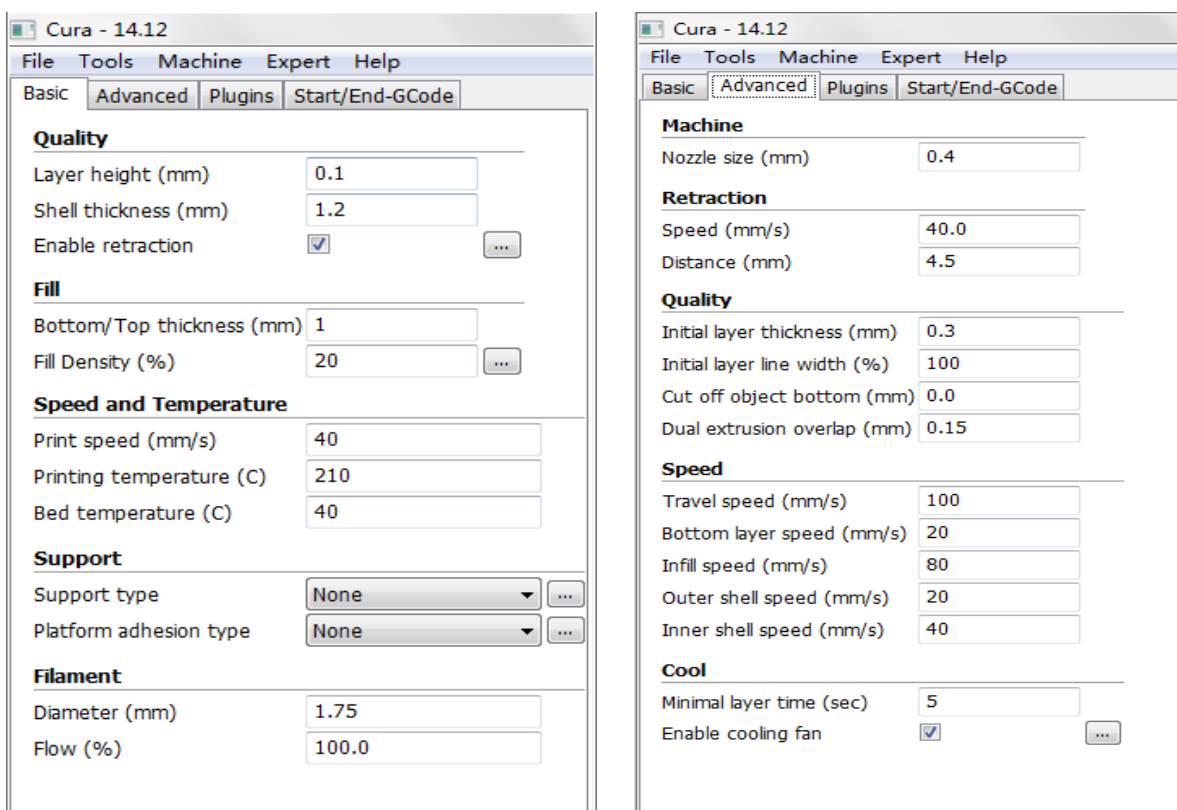 Cura - 14.12
File Tools Machine Expert Help
Basic Advanced Plugins Start/End-GCode
Quality
Layer height (mm) 0.1
Shell thickness (mm) 1.2
Enable retraction ...
Fill
Bottom/Top thickness (mm) 1
Fill Density (%) 20 ...
Speed and Temperature
Print speed (mm/s) 40
Printing temperature (C) 210
Bed temperature (C) 40
Support
Support type None ...
Platform adhesion type None ...
Filament
Diameter (mm) 1.75
Flow (%) 100.0
Cura - 14.12
File Tools Machine Expert Help
Basic Advanced Plugins Start/End-GCode
Machine
Nozzle size (mm) 0.4
Retraction
Speed (mm/s) 40.0
Distance (mm) 4.5
Quality
Initial layer thickness (mm) 0.3
Initial layer line width (%) 100
Cut off object bottom (mm) 0.0
Dual extrusion overlap (mm) 0.15
Speed
Travel speed (mm/s) 100
Bottom layer speed (mm/s) 20
Infill speed (mm/s) 80
Outer shell speed (mm/s) 20
Inner shell speed (mm/s) 40
Cool
Minimal layer time (sec) 5
Enable cooling fan ...